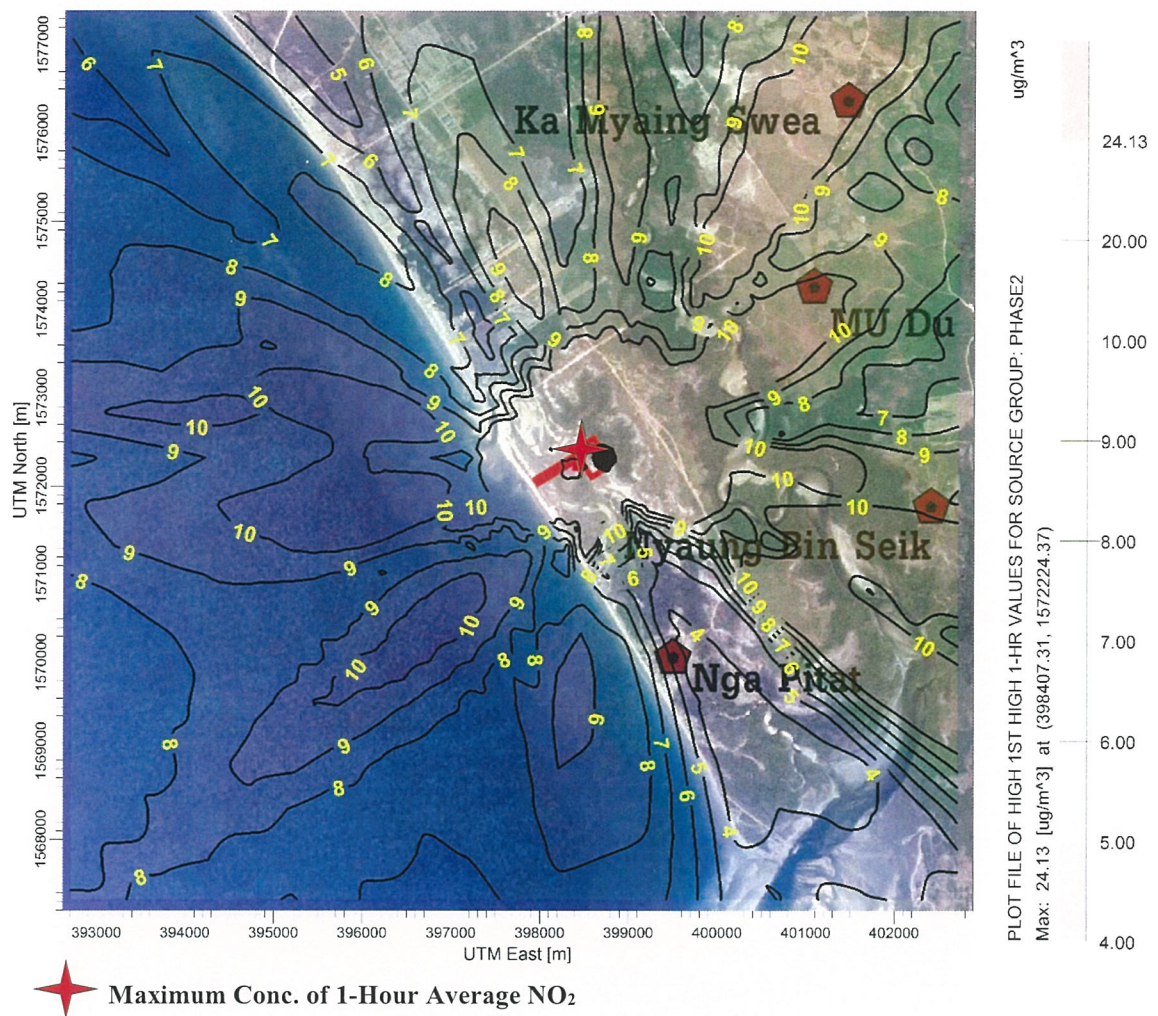 Ka Myaing Swea
MU Du
Nyaung Bin Seik
Nga Pitat
UTM North [m]
1577000
1576000
1575000
1574000
1573000
1572000
1571000
1570000
1569000
1568000
393000 394000 395000 396000 397000 398000 399000 400000 401000 402000
UTM East [m]
PLOT FILE OF HIGH 1ST HIGH 1-HR VALUES FOR SOURCE GROUP: PHASE2
Max: 24.13 [ug/m^3] at (398407.31, 1572224.37)
ug/m^3
24.13
20.00
10.00
9.00
8.00
7.00
6.00
5.00
4.00
Maximum Conc. of 1-Hour Average NO₂